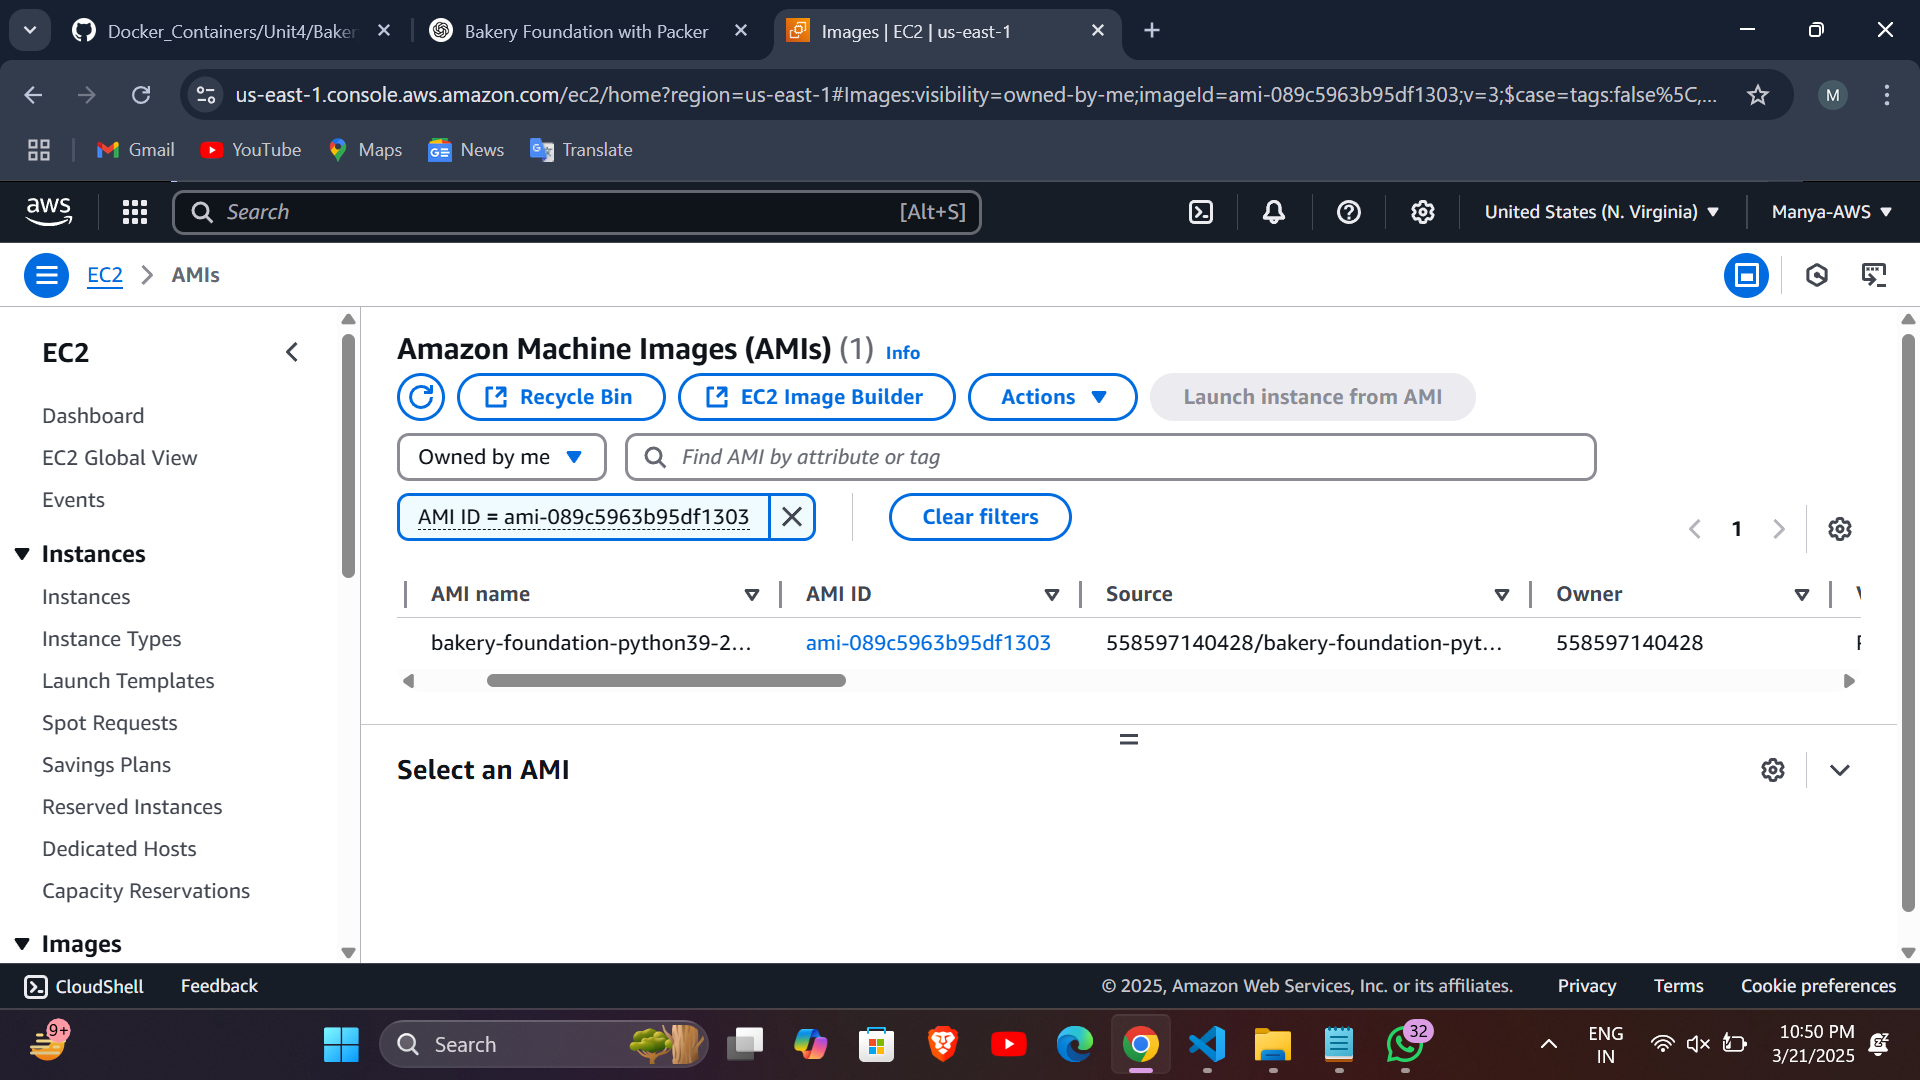 Docker_Containers/Unit4/Baker
Bakery Foundation with Packer
Images | EC2 | us-east-1
us-east-1.console.aws.amazon.com/ec2/home?region=us-east-1#Images:visibility=owned-by-me;imageId=ami-089c5963b95df1303;v=3;$case=tags:false%5C,...
M
Gmail
YouTube
Maps
News
Translate
aws
Search
[Alt+S]
United States (N. Virginia)
Manya-AWS
EC2
AMIs
EC2
Dashboard
EC2 Global View
Events
Instances
Instances
Instance Types
Launch Templates
Spot Requests
Savings Plans
Reserved Instances
Dedicated Hosts
Capacity Reservations
Images
Amazon Machine Images (AMIs) (1) Info
Recycle Bin
EC2 Image Builder
Actions
Launch instance from AMI
Owned by me
Find AMI by attribute or tag
AMI ID = ami-089c5963b95df1303
Clear filters
1
AMI name
AMI ID
Source
Owner
bakery-foundation-python39-2...
ami-089c5963b95df1303
558597140428/bakery-foundation-pyt...
558597140428
Select an AMI
CloudShell
Feedback
© 2025, Amazon Web Services, Inc. or its affiliates.
Privacy
Terms
Cookie preferences
9+
Search
32
ENG
IN
10:50 PM
3/21/2025